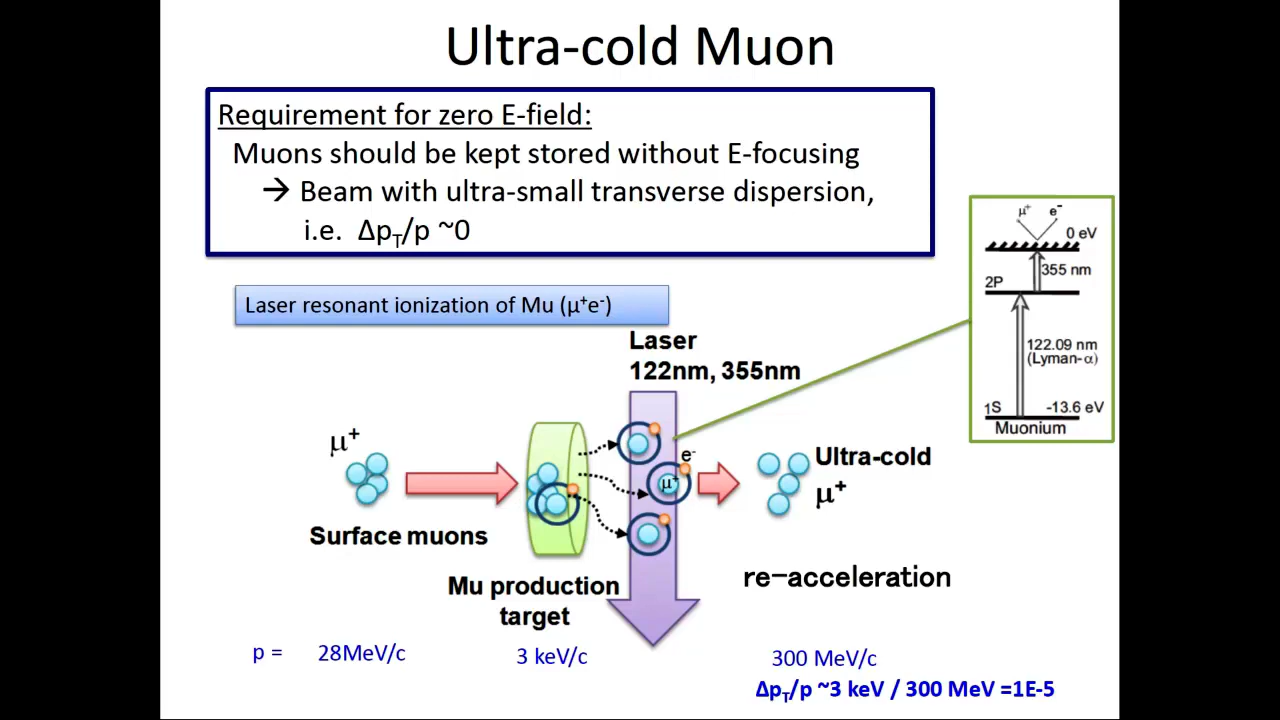 Ultra-cold Muon
Requirement for zero E-field:
Muons should be kept stored without E-focusing
→ Beam with ultra-small transverse dispersion,
i.e. ΔpT/p ~0
μ+ e-
0 eV
355 nm
2P
122.09 nm
(Lyman-α)
1S -13.6 eV
Muonium
Laser resonant ionization of Mu (μ+e-)
Laser
122nm, 355nm
μ+
e-
μ+
Ultra-cold
μ+
Surface muons
Mu production
target
re-acceleration
p = 28MeV/c 3 keV/c 300 MeV/c
ΔpT/p ~3 keV / 300 MeV =1E-5